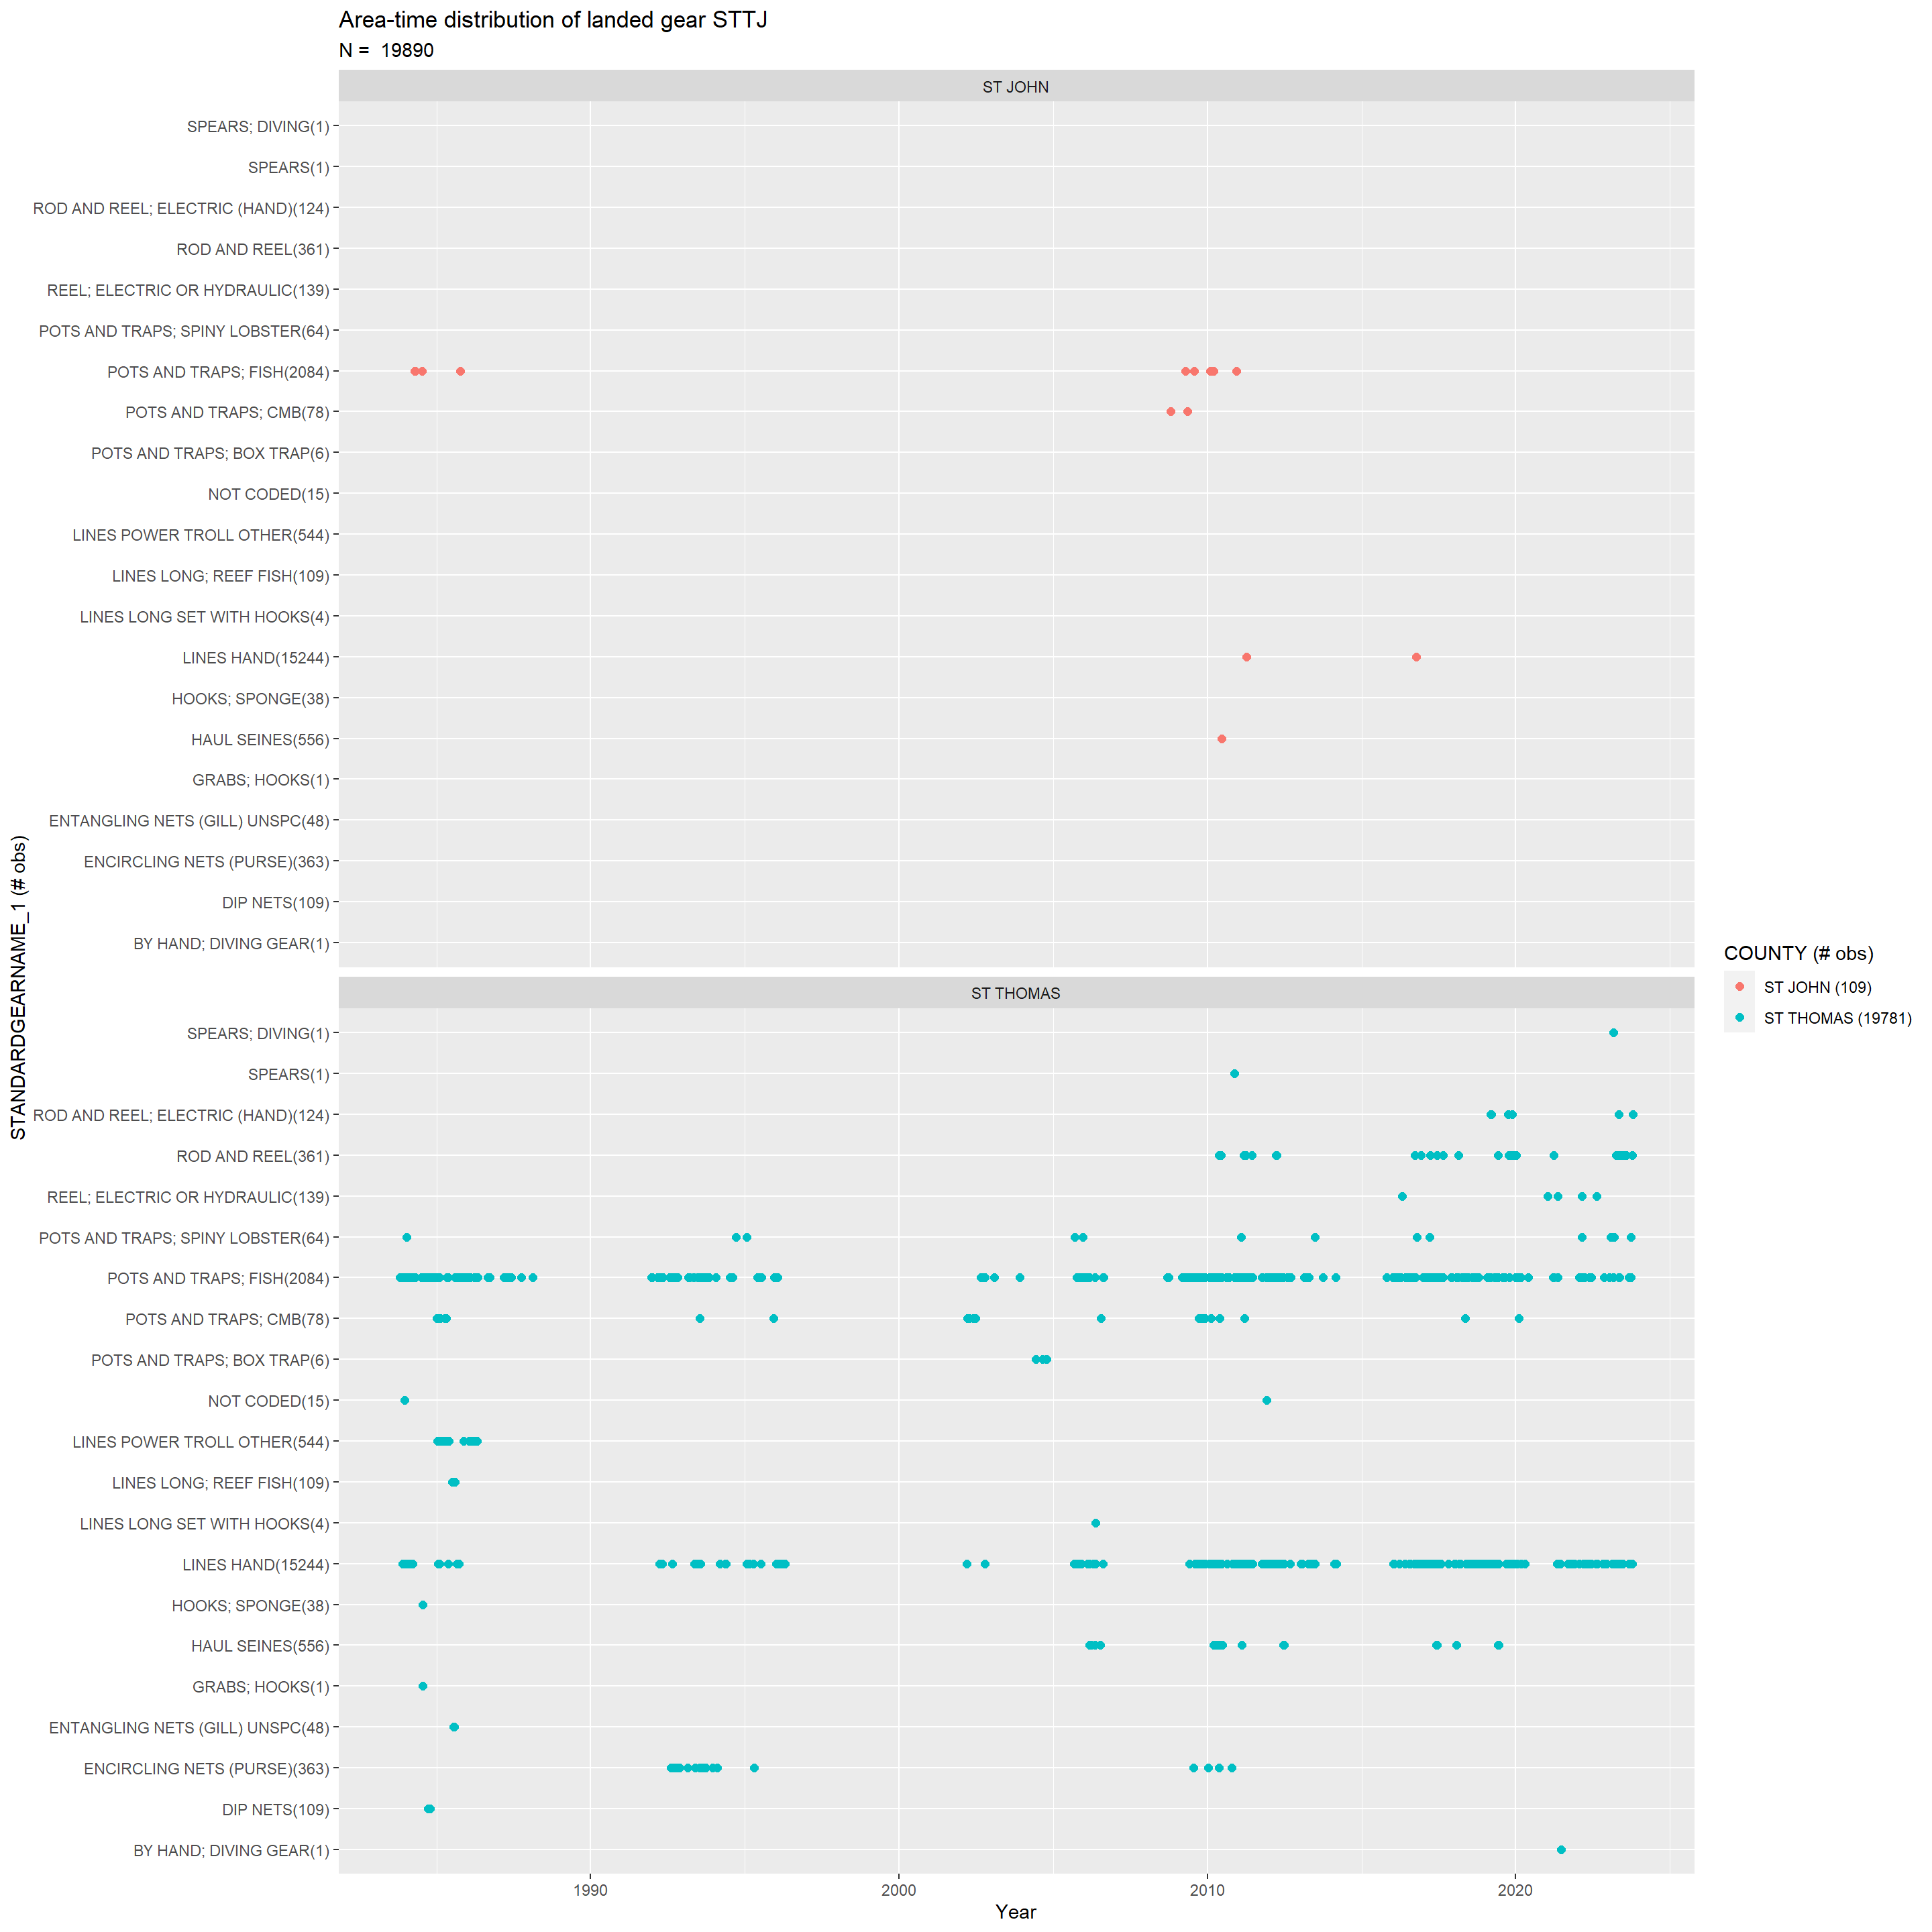 Area-time distribution of landed gear STTJ
N =  19890
ST JOHN
SPEARS; DIVING(1)
SPEARS(1)
ROD AND REEL; ELECTRIC (HAND)(124)
ROD AND REEL(361)
REEL; ELECTRIC OR HYDRAULIC(139)
POTS AND TRAPS; SPINY LOBSTER(64)
POTS AND TRAPS; FISH(2084)
POTS AND TRAPS; CMB(78)
POTS AND TRAPS; BOX TRAP(6)
NOT CODED(15)
LINES POWER TROLL OTHER(544)
LINES LONG; REEF FISH(109)
LINES LONG SET WITH HOOKS(4)
LINES HAND(15244)
HOOKS; SPONGE(38)
HAUL SEINES(556)
GRABS; HOOKS(1)
ENTANGLING NETS (GILL) UNSPC(48)
ENCIRCLING NETS (PURSE)(363)
DIP NETS(109)
BY HAND; DIVING GEAR(1)
ST THOMAS
SPEARS; DIVING(1)
SPEARS(1)
ROD AND REEL; ELECTRIC (HAND)(124)
ROD AND REEL(361)
REEL; ELECTRIC OR HYDRAULIC(139)
POTS AND TRAPS; SPINY LOBSTER(64)
POTS AND TRAPS; FISH(2084)
POTS AND TRAPS; CMB(78)
POTS AND TRAPS; BOX TRAP(6)
NOT CODED(15)
LINES POWER TROLL OTHER(544)
LINES LONG; REEF FISH(109)
LINES LONG SET WITH HOOKS(4)
LINES HAND(15244)
HOOKS; SPONGE(38)
HAUL SEINES(556)
GRABS; HOOKS(1)
ENTANGLING NETS (GILL) UNSPC(48)
ENCIRCLING NETS (PURSE)(363)
DIP NETS(109)
BY HAND; DIVING GEAR(1)
1990 2000 2010 2020
Year
STANDARDGEARNAME_1 (# obs)
COUNTY (# obs)
ST JOHN (109)
ST THOMAS (19781)